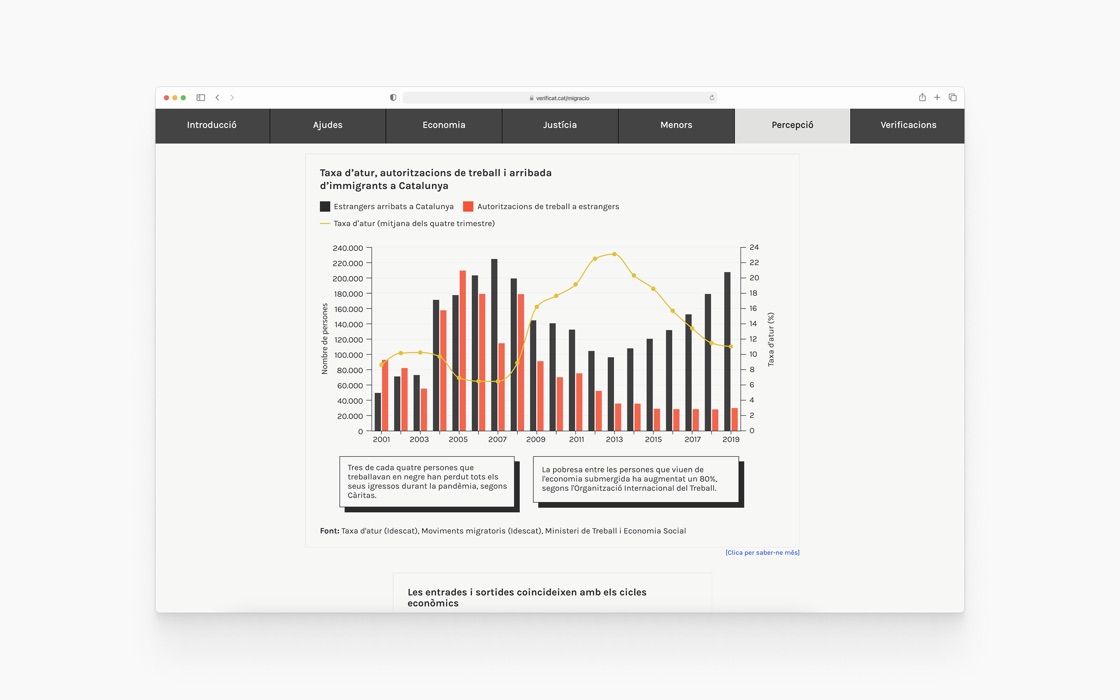 verificat.cat/migracio
Introducció
Ajudes
Economia
Justícia
Menors
Percepció
Verificacions
Taxa d'atur, autoritzacions de treball i arribada
d'immigrants a Catalunya
Estrangers arribats a Catalunya
Autoritzacions de treball a estrangers
Taxa d'atur (mitjana dels quatre trimestre)
Nombre de persones
240.000
220.000
200.000
180.000
160.000
140.000
120.000
100.000
80.000
60.000
40.000
20.000
0
24
22
20
18
16
14
12
10
8
6
4
2
0
Taxa d'atur (%)
2001
2003
2005
2007
2009
2011
2013
2015
2017
2019
Tres de cada quatre persones que
treballavan en negre han perdut tots els
seus igressos durant la pandèmia, segons
Càritas.
La pobresa entre les persones que viuen de
l'economia submergida ha augmentat un 80%,
segons l'Organització Internacional del Treball.
Font: Taxa d'atur (Idescat), Moviments migratoris (Idescat), Ministeri de Treball i Economia Social
[Clica per saber-ne més]
Les entrades i sortides coincideixen amb els cicles
econòmics